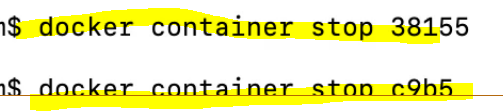 n$ docker container stop 38155
n$ docker container stop c9b5